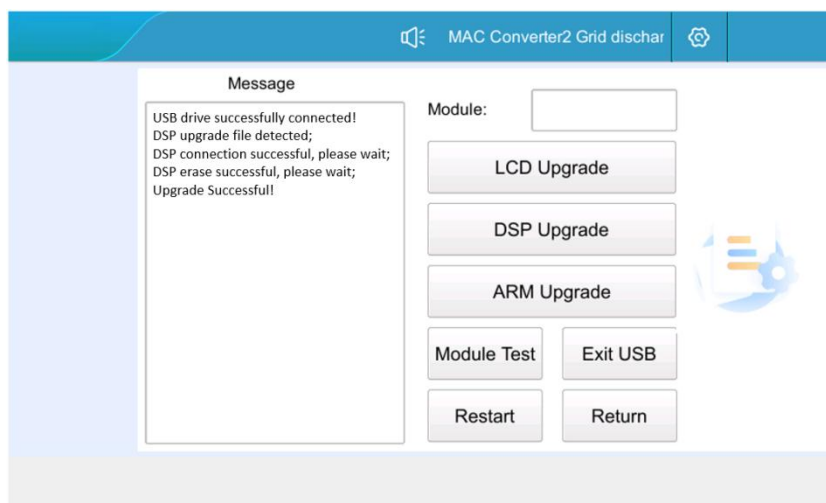 MAC Converter2 Grid dischar
Message
USB drive successfully connected!
DSP upgrade file detected;
DSP connection successful, please wait;
DSP erase successful, please wait;
Upgrade Successful!
Module:
LCD Upgrade
DSP Upgrade
ARM Upgrade
Module Test
Exit USB
Restart
Return